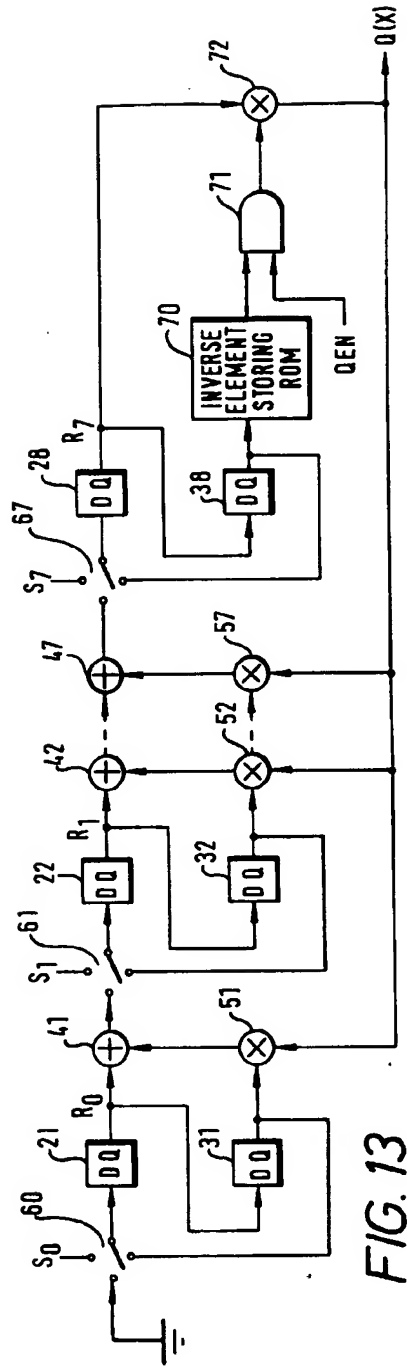 S0
60
21
D Q
R0
31
D Q
41
51
S1
61
22
D Q
R1
32
D Q
42
52
47
57
S7
67
28
D Q
R7
38
D Q
70
INVERSE
ELEMENT
STORING
ROM
71
QEN
72
Q(X)
FIG. 13